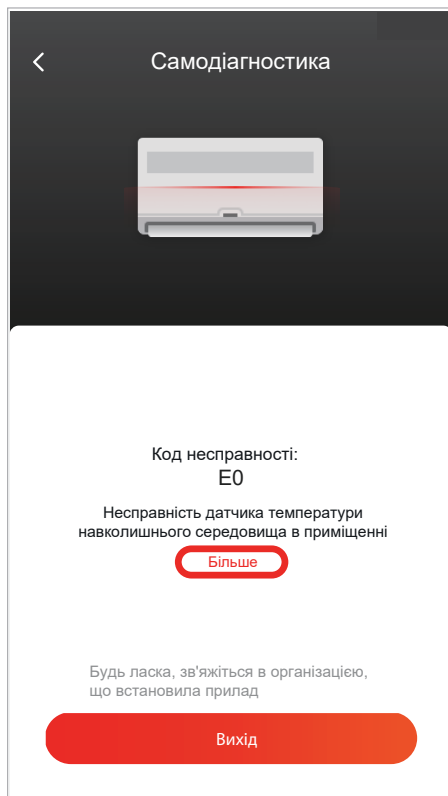 Самодіагностика
Код несправності:
E0
Несправність датчика температури
навколишнього середовища в приміщенні
Більше
Будь ласка, зв'яжіться в організацією,
що встановила прилад
Вихід